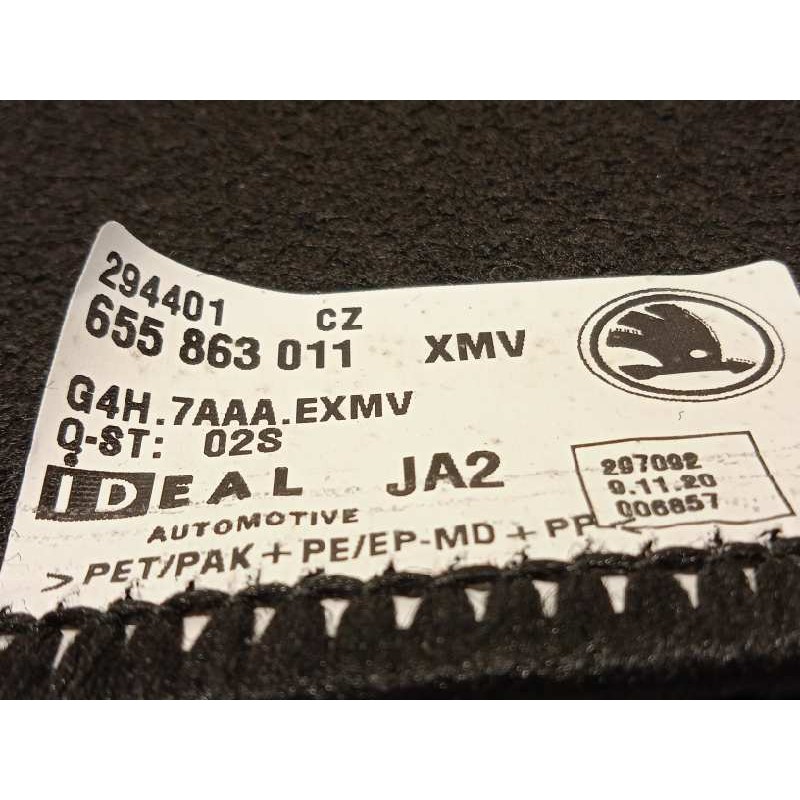 294401 CZ
655 863 011 XMV
G4H.7AAA.EXMV
Q-ST: 02S
IDEAL JA2
AUTOMOTIVE
297092
9.11.20
006857
>PET/PAK + PE/EP-MD + PP<